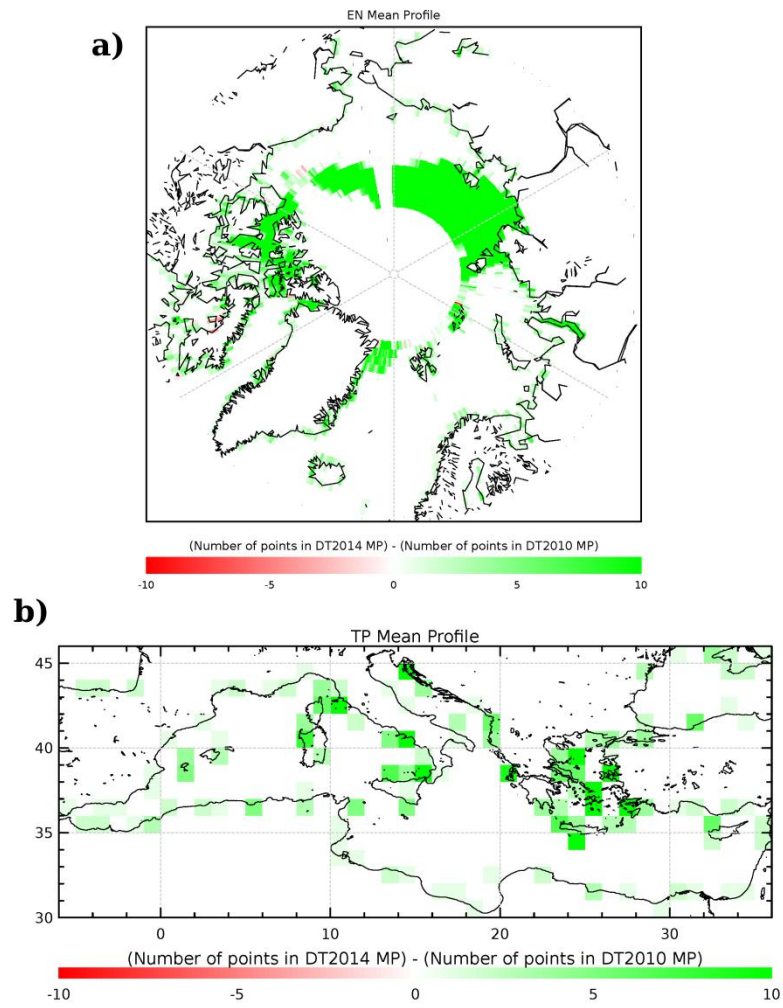 EN Mean Profile
a)
(Number of points in DT2014 MP) - (Number of points in DT2010 MP)
-10 -5 0 5 10
b)
TP Mean Profile
45
40
35
30
0 10 20 30
(Number of points in DT2014 MP) - (Number of points in DT2010 MP)
-10 -5 0 5 10